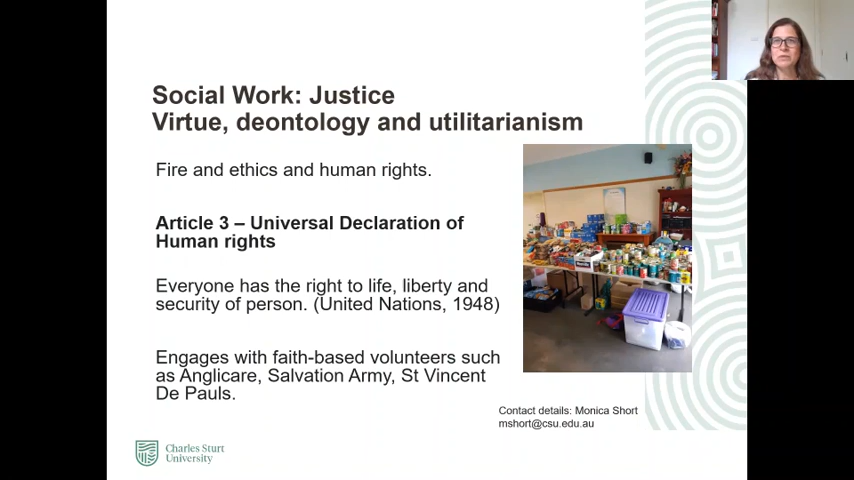 Social Work: Justice
Virtue, deontology and utilitarianism
Fire and ethics and human rights.
Article 3 – Universal Declaration of
Human rights
Everyone has the right to life, liberty and
security of person. (United Nations, 1948)
Engages with faith-based volunteers such
as Anglicare, Salvation Army, St Vincent
De Pauls.
Contact details: Monica Short
mshort@csu.edu.au
Charles Sturt
University